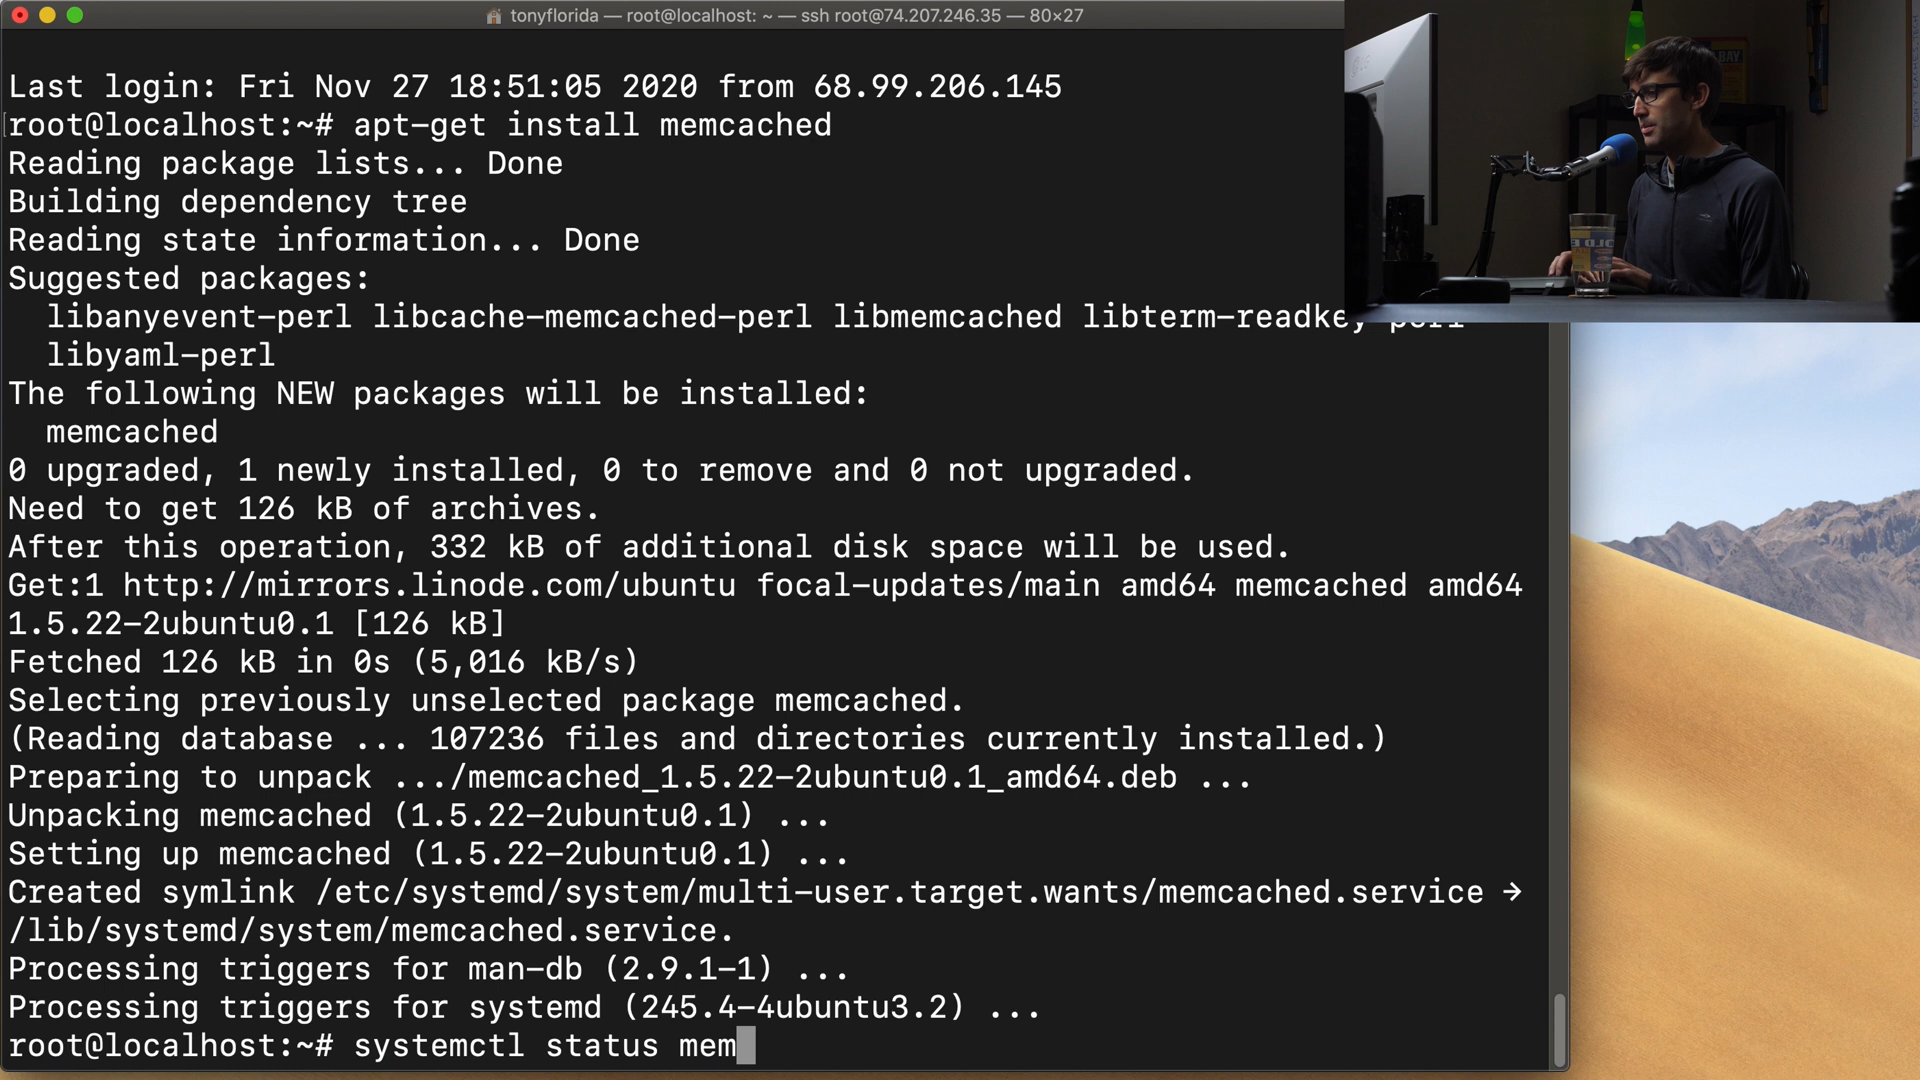 tonyflorida — root@localhost: ~ — ssh root@74.207.246.35 — 80×27
Last login: Fri Nov 27 18:51:05 2020 from 68.99.206.145
root@localhost:~# apt-get install memcached
Reading package lists... Done
Building dependency tree
Reading state information... Done
Suggested packages:
libanyevent-perl libcache-memcached-perl libmemcached libterm-readkey-perl
libyaml-perl
The following NEW packages will be installed:
memcached
0 upgraded, 1 newly installed, 0 to remove and 0 not upgraded.
Need to get 126 kB of archives.
After this operation, 332 kB of additional disk space will be used.
Get:1 http://mirrors.linode.com/ubuntu focal-updates/main amd64 memcached amd64
1.5.22-2ubuntu0.1 [126 kB]
Fetched 126 kB in 0s (5,016 kB/s)
Selecting previously unselected package memcached.
(Reading database ... 107236 files and directories currently installed.)
Preparing to unpack .../memcached_1.5.22-2ubuntu0.1_amd64.deb ...
Unpacking memcached (1.5.22-2ubuntu0.1) ...
Setting up memcached (1.5.22-2ubuntu0.1) ...
Created symlink /etc/systemd/system/multi-user.target.wants/memcached.service →
/lib/systemd/system/memcached.service.
Processing triggers for man-db (2.9.1-1) ...
Processing triggers for systemd (245.4-4ubuntu3.2) ...
root@localhost:~# systemctl status mem